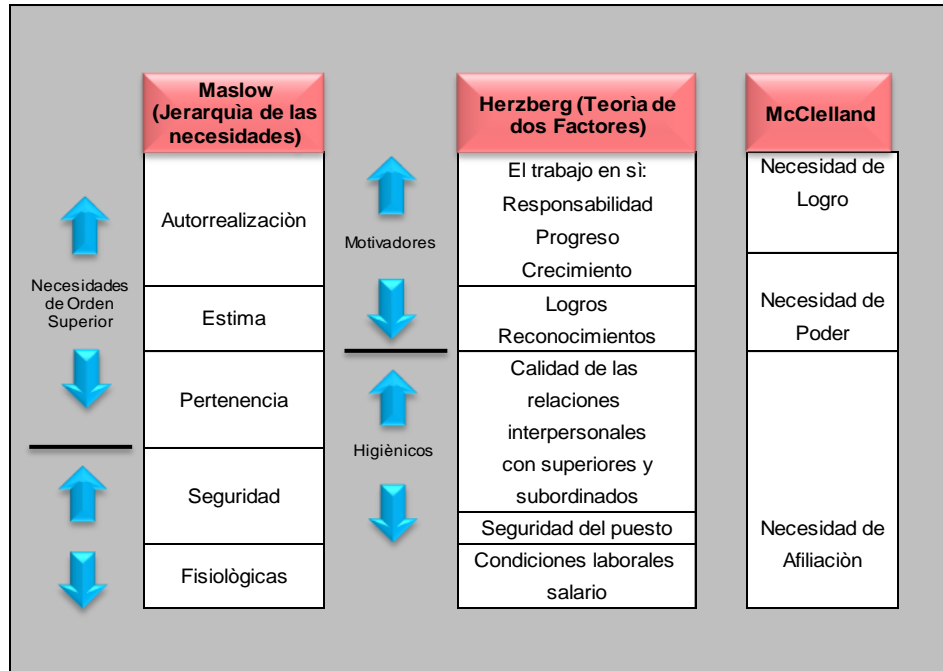 Maslow
(Jerarquìa de las
necesidades)
Herzberg (Teorìa de
dos Factores)
McClelland
Necesidades
de Orden
Superior
Autorrealizaciòn
Estima
Pertenencia
Seguridad
Fisiològicas
Motivadores
Higiènicos
El trabajo en sì:
Responsabilidad
Progreso
Crecimiento
Logros
Reconocimientos
Calidad de las
relaciones
interpersonales
con superiores y
subordinados
Seguridad del puesto
Condiciones laborales
salario
Necesidad de
Logro
Necesidad de
Poder
Necesidad de
Afiliaciòn